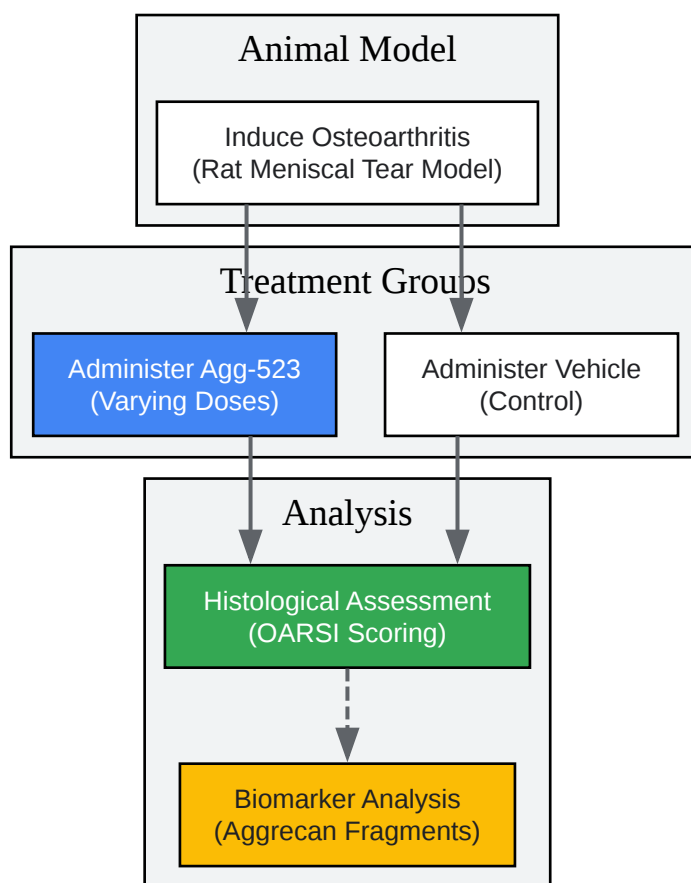 Animal Model
Induce Osteoarthritis
(Rat Meniscal Tear Model)
Treatment Groups
Administer Agg-523
(Varying Doses)
Administer Vehicle
(Control)
Analysis
Histological Assessment
(OARSI Scoring)
Biomarker Analysis
(Aggrecan Fragments)